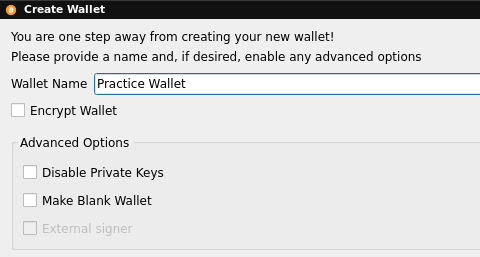 Create Wallet
You are one step away from creating your new wallet!
Please provide a name and, if desired, enable any advanced options
Wallet Name Practice Wallet
Encrypt Wallet
Advanced Options
Disable Private Keys
Make Blank Wallet
External signer